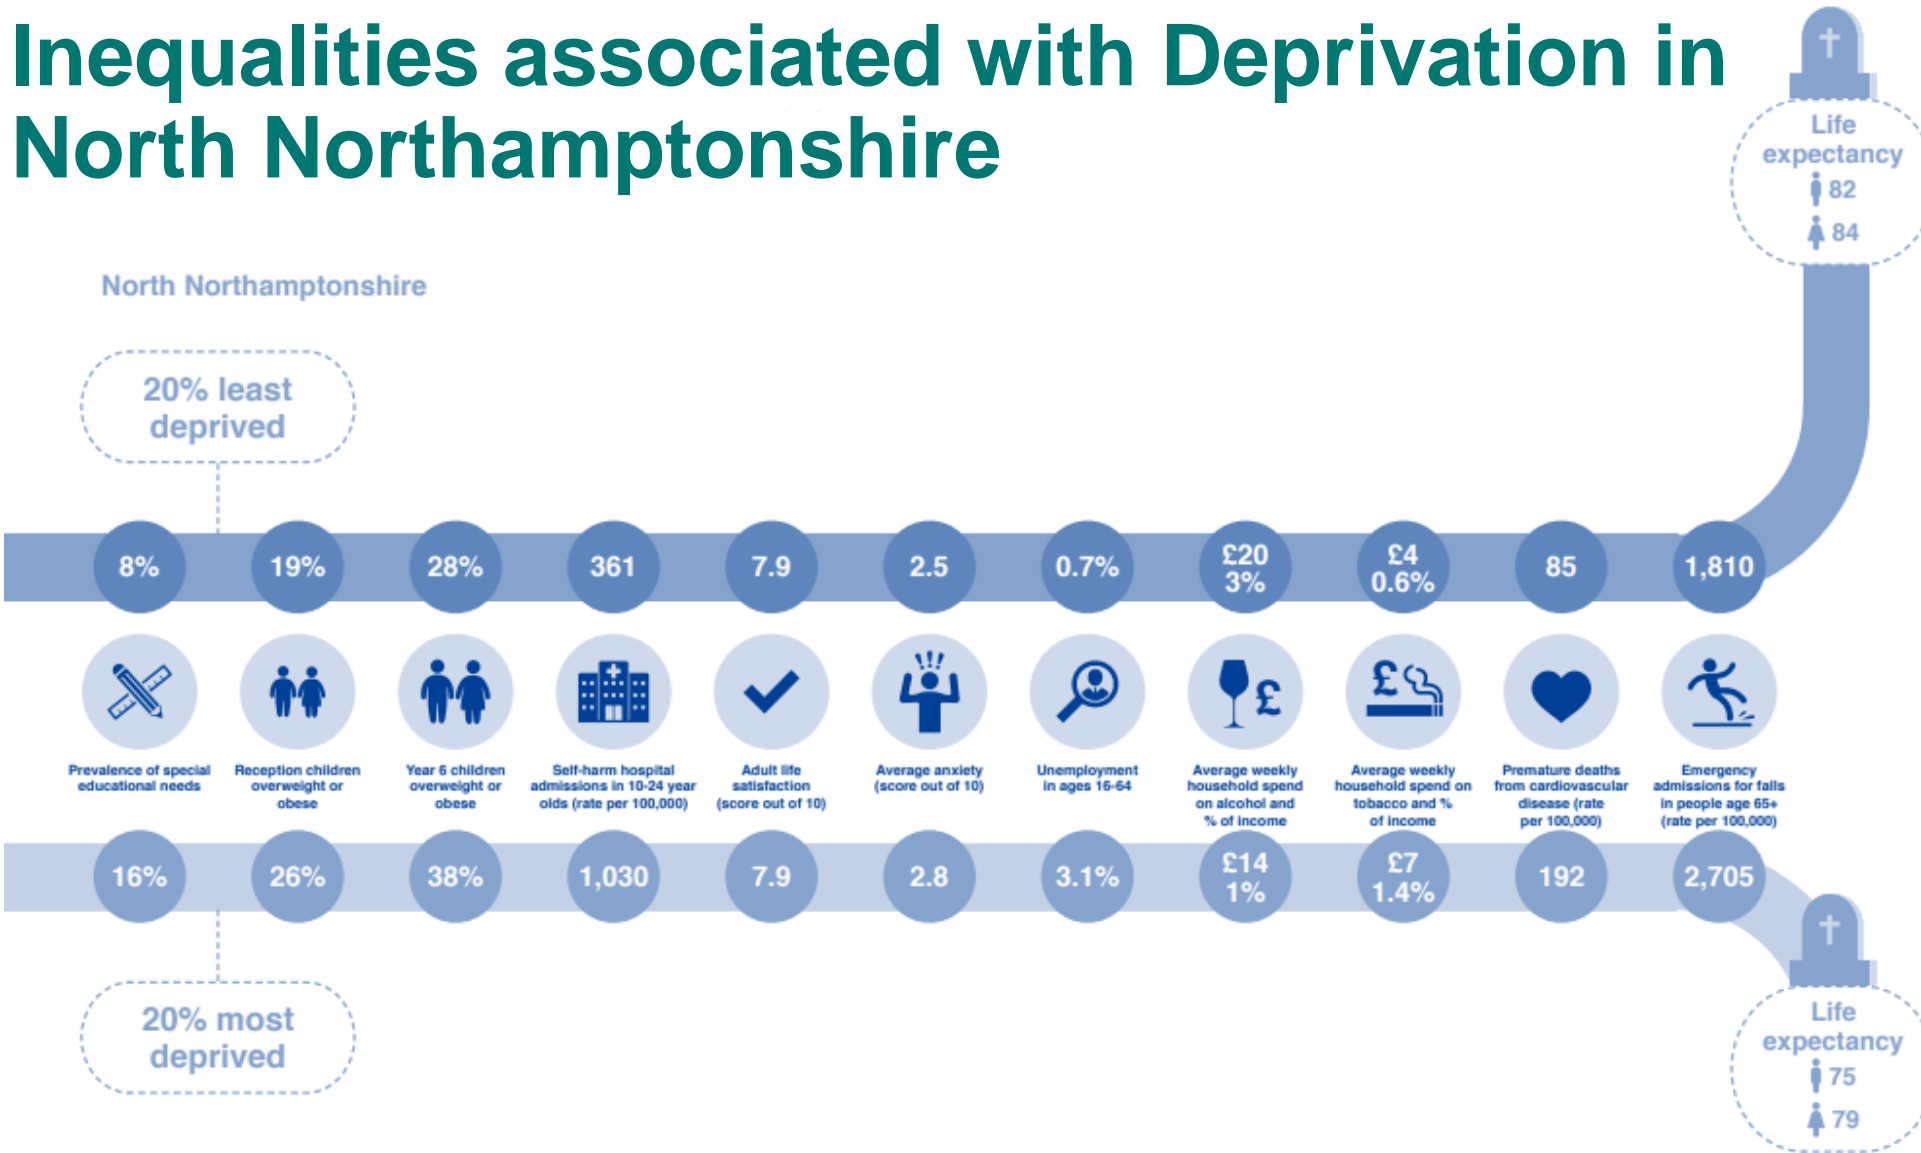 Inequalities associated with Deprivation in
North Northamptonshire
Life
expectancy
82
84
North Northamptonshire
20% least
deprived
8%
19%
28%
361
7.9
2.5
0.7%
£20
3%
£4
0.6%
85
1,810
Prevalence of special
educational needs
Reception children
overweight or
obese
Year 6 children
overweight or
obese
Self-harm hospital
admissions in 10-24 year
olds (rate per 100,000)
Adult life
satisfaction
(score out of 10)
Average anxiety
(score out of 10)
Unemployment
in ages 16-64
Average weekly
household spend
on alcohol and
% of income
Average weekly
household spend on
tobacco and %
of income
Premature deaths
from cardiovascular
disease (rate
per 100,000)
Emergency
admissions for falls
in people age 65+
(rate per 100,000)
16%
26%
38%
1,030
7.9
2.8
3.1%
£14
1%
£7
1.4%
192
2,705
20% most
deprived
Life
expectancy
75
79